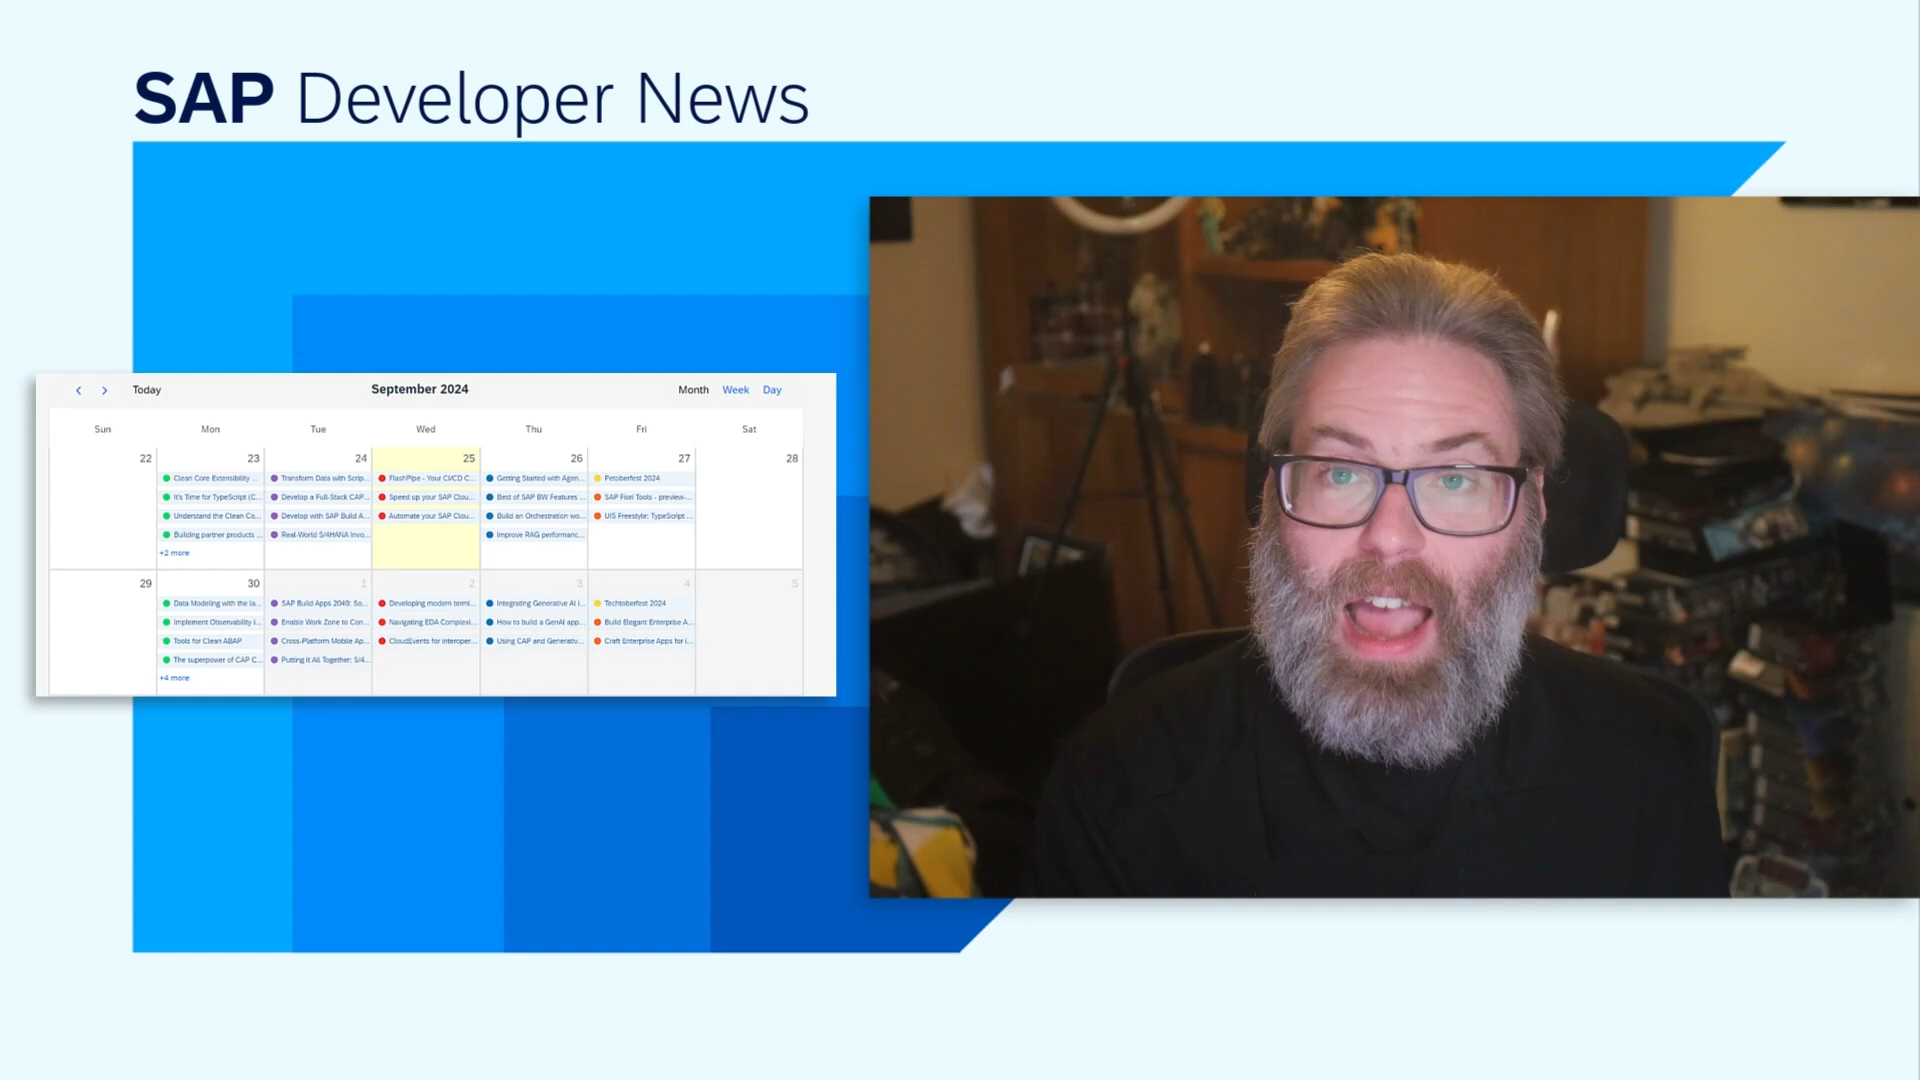 SAP Developer News
Today September 2024 Month Week Day
Sun Mon Tue Wed Thu Fri Sat
22 23 24 25 26 27 28
Clean Core Extensibility ... Transform Data with Scrip... FlashPipe - Your CI/CD C... Getting Started with Agen... Petoberfest 2024
It's Time for TypeScript (C... Develop a Full-Stack CAP... Speed up your SAP Clou... Best of SAP BW Features ... SAP Fiori Tools - preview-...
Understand the Clean Co... Develop with SAP Build A... Automate your SAP Clou... Build an Orchestration wo... UI5 Freestyle: TypeScript ...
Building partner products ... Real-World S/4HANA Invo... Improve RAG performanc...
+2 more
29 30 1 2 3 4 5
Data Modeling with the la... SAP Build Apps 2049: So... Developing modern termi... Integrating Generative AI i... Techtoberfest 2024
Implement Observability i... Enable Work Zone to Con... Navigating EDA Complexi... How to build a GenAI app... Build Elegant Enterprise A...
Tools for Clean ABAP Cross-Platform Mobile Ap... CloudEvents for interoper... Using CAP and Generativ... Craft Enterprise Apps for i...
The superpower of CAP C... Putting It All Together: S/4...
+4 more